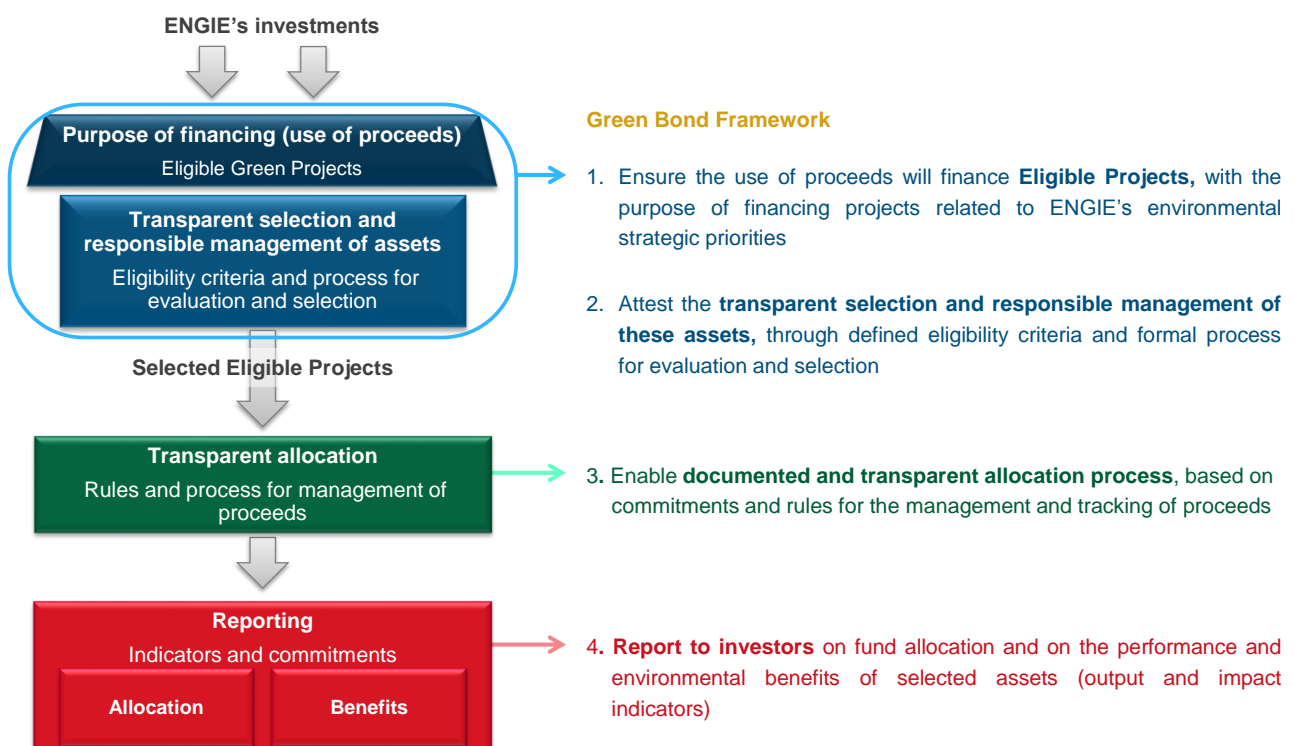 ENGIE's investments
Purpose of financing (use of proceeds)
Eligible Green Projects
Transparent selection and
responsible management of assets
Eligibility criteria and process for
evaluation and selection
Selected Eligible Projects
Transparent allocation
Rules and process for management of
proceeds
Reporting
Indicators and commitments
Allocation
Benefits
Green Bond Framework
1. Ensure the use of proceeds will finance Eligible Projects, with the
purpose of financing projects related to ENGIE's environmental
strategic priorities
2. Attest the transparent selection and responsible management of
these assets, through defined eligibility criteria and formal process
for evaluation and selection
3. Enable documented and transparent allocation process, based on
commitments and rules for the management and tracking of proceeds
4. Report to investors on fund allocation and on the performance and
environmental benefits of selected assets (output and impact
indicators)